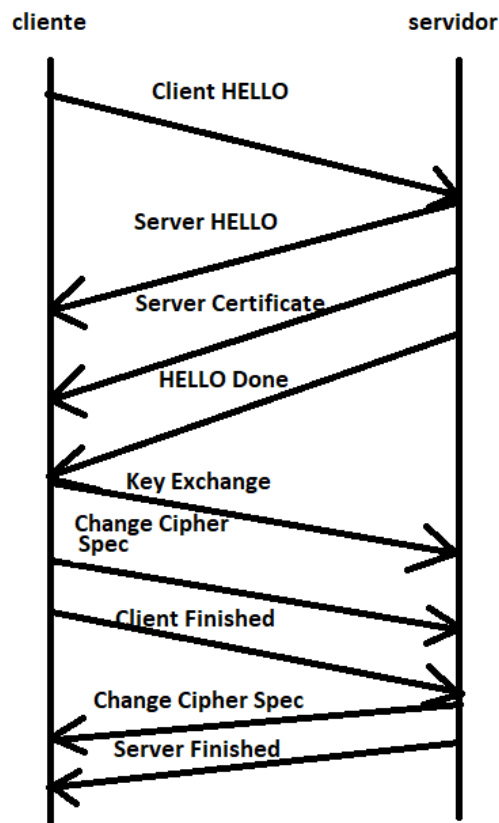 cliente
servidor
Client HELLO
Server HELLO
Server Certificate
HELLO Done
Key Exchange
Change Cipher
Spec
Client Finished
Change Cipher Spec
Server Finished